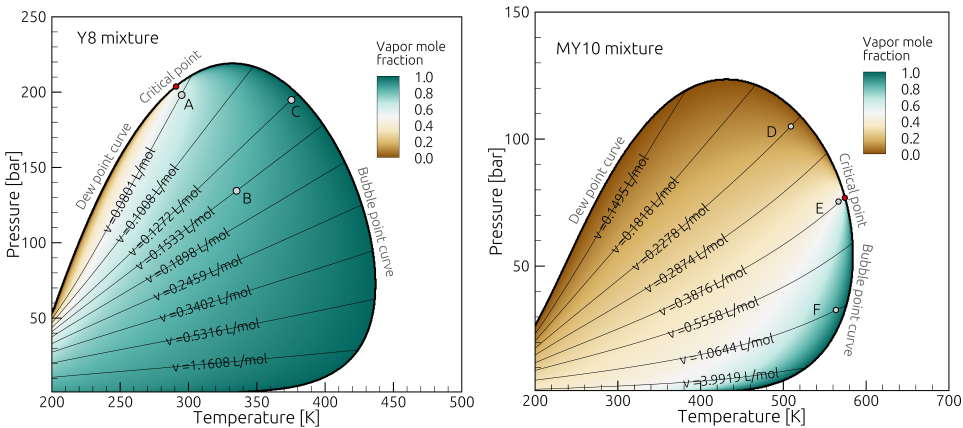 250
200
150
100
50
200
250
300
350
400
450
500
Pressure [bar]
Temperature [K]
Y8 mixture
Vapor mole
fraction
1.0
0.8
0.6
0.4
0.2
0.0
Critical point
Dew point curve
Bubble point curve
A
B
C
v=0.0801 L/mol
v=0.1008 L/mol
v=0.1272 L/mol
v=0.1533 L/mol
v=0.1898 L/mol
v=0.2459 L/mol
v=0.3402 L/mol
v=0.5316 L/mol
v=1.1608 L/mol
150
100
50
200
300
400
500
600
700
Pressure [bar]
Temperature [K]
MY10 mixture
Vapor mole
fraction
1.0
0.8
0.6
0.4
0.2
0.0
Dew point curve
Critical point
Bubble point curve
D
E
F
v=0.1495 L/mol
v=0.1818 L/mol
v=0.2278 L/mol
v=0.2874 L/mol
v=0.3876 L/mol
v=0.5558 L/mol
v=1.0644 L/mol
v=3.9919 L/mol